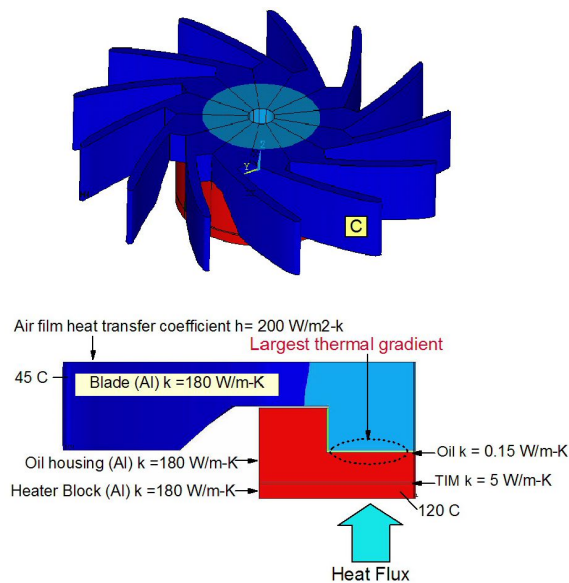 Z
Y
C
Air film heat transfer coefficient h= 200 W/m2-k
Largest thermal gradient
45 C
Blade (Al) k =180 W/m-K
Oil k = 0.15 W/m-K
Oil housing (Al) k =180 W/m-K
TIM k = 5 W/m-K
Heater Block (Al) k =180 W/m-K
120 C
Heat Flux